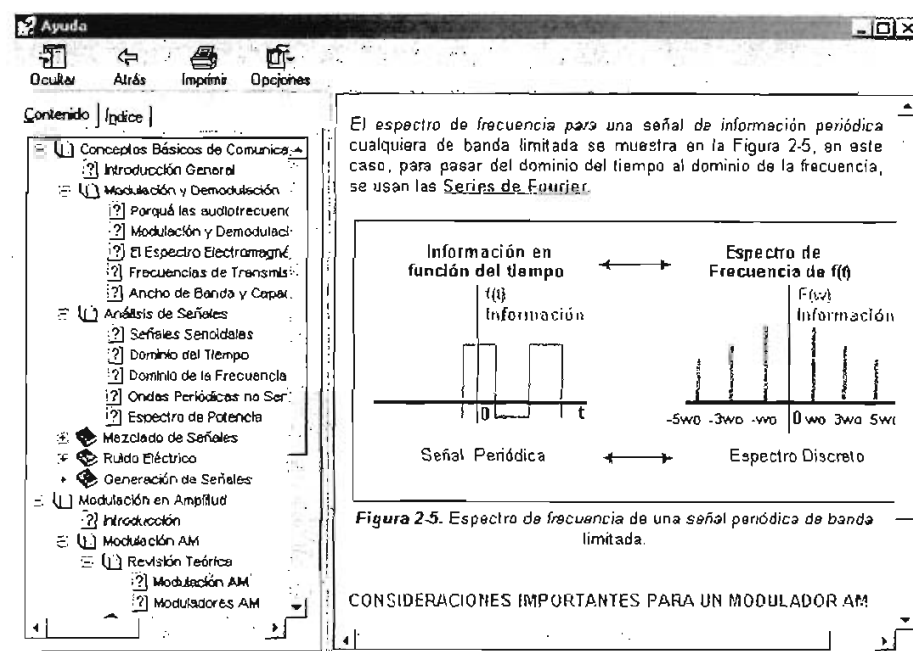 Ayuda
Ocultar Atrás Imprimir Opciones
Contenido Índice
Conceptos Básicos de Comunica
Introducción General
Modulación y Demodulación
Porqué las audiofrecuenc
Modulación y Demodulaci
El Espectro Electromagné
Frecuencias de Transmis
Ancho de Banda y Capac
Análisis de Señales
Señales Senoidales
Dominio del Tiempo
Dominio de la Frecuencia
Ondas Periódicas no Sen
Espectro de Potencia
Mezclado de Señales
Ruido Eléctrico
Generación de Señales
Modulación en Amplitud
Introducción
Modulación AM
Revisión Teórica
Modulación AM
Moduladores AM
El espectro de frecuencia para una señal de información periódica
cualquiera de banda limitada se muestra en la Figura 2-5, en este
caso, para pasar del dominio del tiempo al dominio de la frecuencia,
se usan las Series de Fourier.
Información en
función del tiempo
Espectro de
Frecuencia de f(t)
f(t)
Información
F(w)
Información
0 t
-5wo -3wo -wo 0 wo 3wo 5wo
Señal Periódica
Espectro Discreto
Figura 2-5. Espectro de frecuencia de una señal periódica de banda
limitada.
CONSIDERACIONES IMPORTANTES PARA UN MODULADOR AM